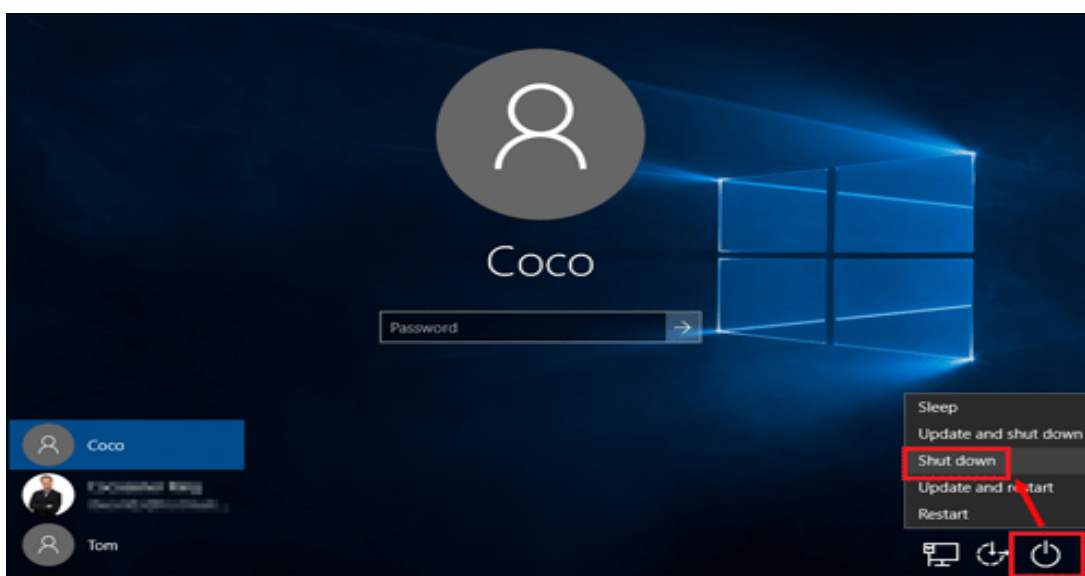 Coco
Password
Sleep
Update and shut down
Shut down
Update and restart
Restart
Coco
Tom